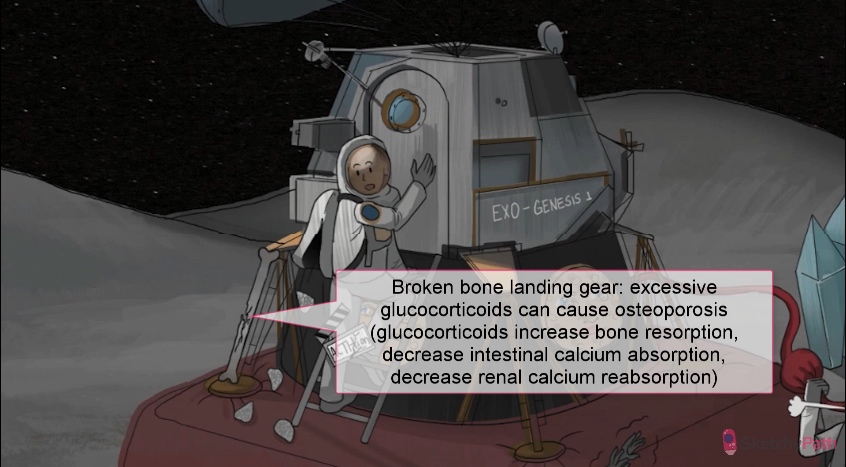 EXO-GENESIS 1
Broken bone landing gear: excessive
glucocorticoids can cause osteoporosis
(glucocorticoids increase bone resorption,
decrease intestinal calcium absorption,
decrease renal calcium reabsorption)
SketchyPath